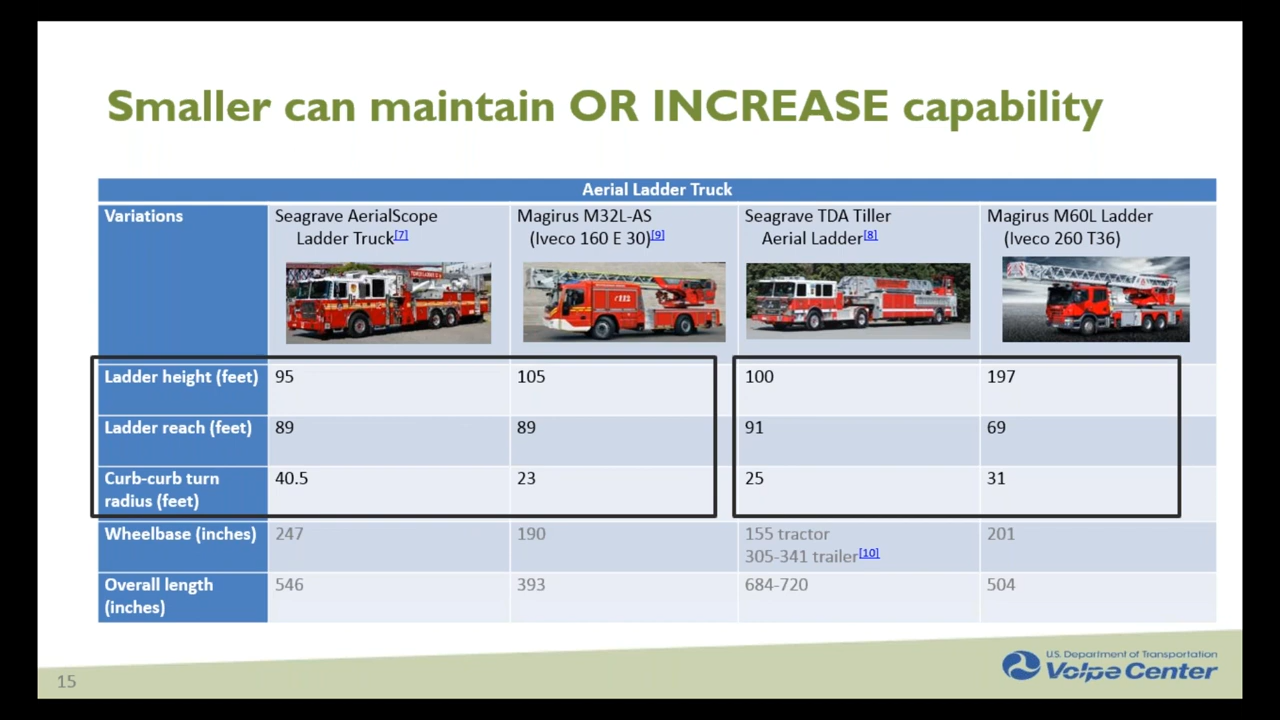 Smaller can maintain OR INCREASE capability
Aerial Ladder Truck
Variations
Seagrave AerialScope
Ladder Truck[7]
Magirus M32L-AS
(Iveco 160 E 30)[9]
Seagrave TDA Tiller
Aerial Ladder[8]
Magirus M60L Ladder
(Iveco 260 T36)
112
Ladder height (feet) 95 105 100 197
Ladder reach (feet) 89 89 91 69
Curb-curb turn
radius (feet) 40.5 23 25 31
Wheelbase (inches) 247 190 155 tractor
305-341 trailer[10] 201
Overall length
(inches) 546 393 684-720 504
15
U.S. Department of Transportation
Volpe Center